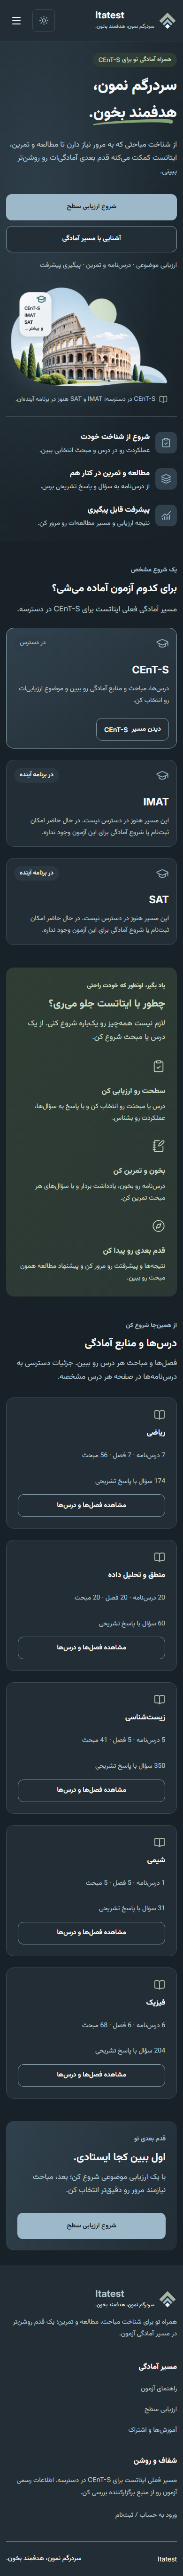 Itatest
سردرگم نمون، هدفمند بخون.
همراه آمادگی تو برای CEnT-S
سردرگم نمون،
هدفمند بخون.
از شناخت مباحثی که به مرور نیاز دارن تا مطالعه و تمرین،
ایتاتست کمک می‌کنه قدم بعدی آمادگی‌ات رو روشن‌تر
ببینی.
شروع ارزیابی سطح
آشنایی با مسیر آمادگی
ارزیابی موضوعی · درس‌نامه و تمرین · پیگیری پیشرفت
CEnT-S
IMAT
SAT
و بیشتر ...
CEnT-S در دسترسه؛ IMAT و SAT هنوز در برنامه آینده‌ان.
شروع از شناخت خودت
عملکردت رو در درس و مبحث انتخابی ببین.
مطالعه و تمرین در کنار هم
از درس‌نامه به سؤال و پاسخ تشریحی برس.
پیشرفت قابل پیگیری
نتیجه ارزیابی و مسیر مطالعه‌ات رو مرور کن.
یک شروع مشخص
برای کدوم آزمون آماده می‌شی؟
مسیر آمادگی فعلی ایتاتست برای CEnT-S در دسترسه.
در دسترس
CEnT-S
درس‌ها، مباحث و منابع آمادگی رو ببین و موضوع ارزیابی‌ات
رو انتخاب کن.
دیدن مسیر CEnT-S
در برنامه آینده
IMAT
این مسیر هنوز در دسترس نیست. در حال حاضر امکان
ثبت‌نام یا شروع آمادگی برای این آزمون وجود نداره.
در برنامه آینده
SAT
این مسیر هنوز در دسترس نیست. در حال حاضر امکان
ثبت‌نام یا شروع آمادگی برای این آزمون وجود نداره.
یاد بگیر، اونطور که خودت راحتی
چطور با ایتاتست جلو می‌ری؟
لازم نیست همه‌چیز رو یک‌باره شروع کنی. از یک
درس یا مبحث شروع کن.
سطحت رو ارزیابی کن
درس یا مبحثت رو انتخاب کن و با پاسخ به سؤال‌ها،
عملکردت رو بشناس.
بخون و تمرین کن
درس‌نامه رو بخون، یادداشت بردار و با سؤال‌های هر
مبحث تمرین کن.
قدم بعدی رو پیدا کن
نتیجه‌ها و پیشرفتت رو مرور کن و پیشنهاد مطالعه همون
مبحث رو ببین.
از همین‌جا شروع کن
درس‌ها و منابع آمادگی
فصل‌ها و مباحث هر درس رو ببین. جزئیات دسترسی به
درس‌نامه‌ها در صفحه هر درس مشخصه.
ریاضی
7 درس‌نامه · 7 فصل · 56 مبحث
174 سؤال با پاسخ تشریحی
مشاهده فصل‌ها و درس‌ها
منطق و تحلیل داده
20 درس‌نامه · 20 فصل · 20 مبحث
60 سؤال با پاسخ تشریحی
مشاهده فصل‌ها و درس‌ها
زیست‌شناسی
5 درس‌نامه · 5 فصل · 41 مبحث
350 سؤال با پاسخ تشریحی
مشاهده فصل‌ها و درس‌ها
شیمی
1 درس‌نامه · 5 فصل · 5 مبحث
31 سؤال با پاسخ تشریحی
مشاهده فصل‌ها و درس‌ها
فیزیک
6 درس‌نامه · 6 فصل · 68 مبحث
204 سؤال با پاسخ تشریحی
مشاهده فصل‌ها و درس‌ها
قدم بعدی تو
اول ببین کجا ایستادی.
با یک ارزیابی موضوعی شروع کن؛ بعد، مباحث
نیازمند مرور رو دقیق‌تر انتخاب کن.
شروع ارزیابی سطح
Itatest
سردرگم نمون، هدفمند بخون.
همراه تو برای شناخت مباحث، مطالعه و تمرین؛ یک قدم روشن‌تر
در مسیر آمادگی آزمون.
مسیر آمادگی
راهنمای آزمون
ارزیابی سطح
آزمون‌ها و اشتراک
شفاف و روشن
مسیر فعلی ایتاتست برای CEnT-S در دسترسه. اطلاعات رسمی
آزمون رو از منبع برگزارکننده بررسی کن.
ورود به حساب / ثبت‌نام
Itatest
سردرگم نمون، هدفمند بخون.